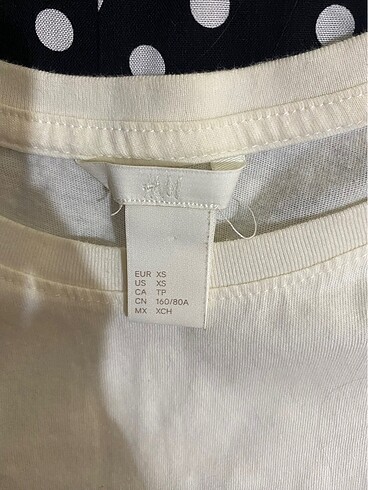 H&M
EUR XS
US XS
CA TP
CN 160/80A
MX XCH